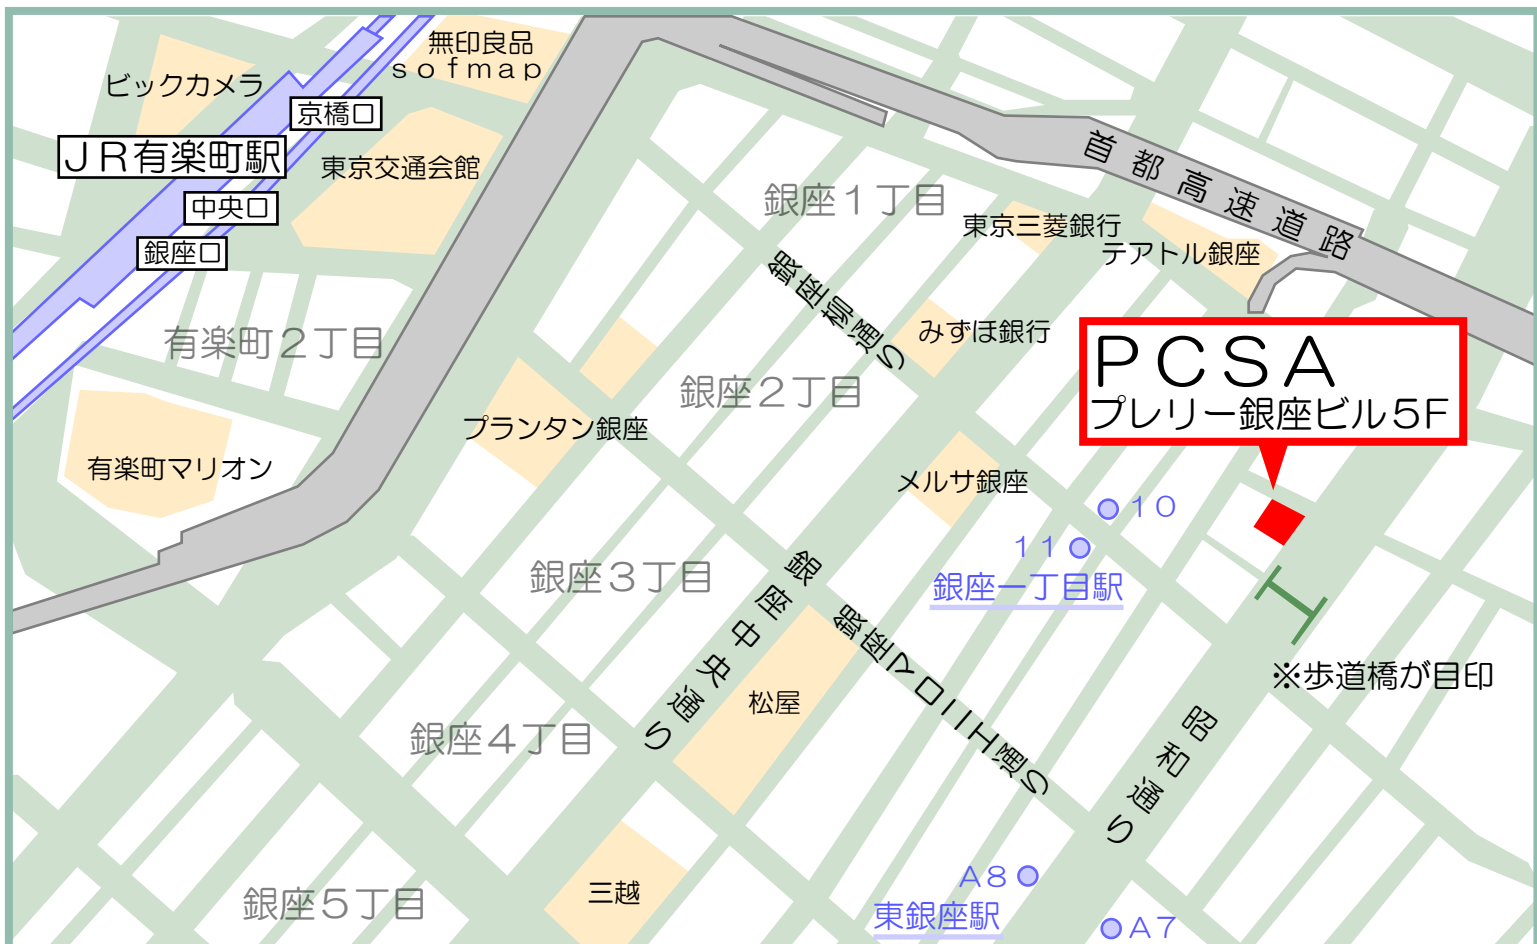 無印良品
ｓｏｆｍａｐ
ビックカメラ
京橋口
ＪＲ有楽町駅
東京交通会館
中央口
銀座口
首都高速道路
銀座１丁目
東京三菱銀行
テアトル銀座
銀座柳通り
みずほ銀行
有楽町２丁目
ＰＣＳＡ
プレリー銀座ビル５Ｆ
銀座２丁目
プランタン銀座
有楽町マリオン
メルサ銀座
１０
１１
銀座一丁目駅
銀座３丁目
銀座中央通り
銀座マロニエ通り
※歩道橋が目印
松屋
昭和通り
銀座４丁目
三越
銀座５丁目
Ａ８
東銀座駅
Ａ７